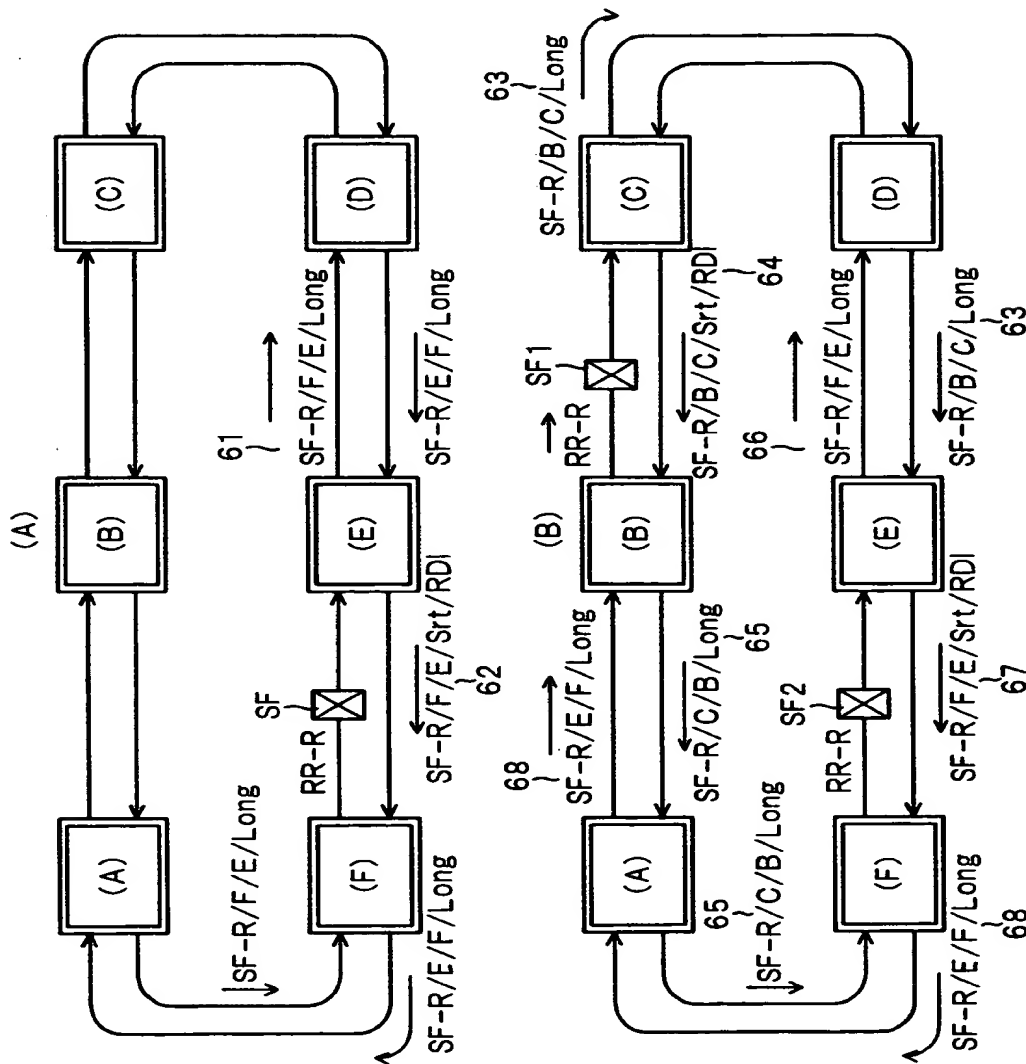 (A)
(A)
(B)
(C)
SF-R/F/E/Long
61
SF-R/F/E/Long
SF
RR-R
(F)
(E)
(D)
SF-R/E/F/Long
SF-R/F/E/Srt/RDI
62
SF-R/E/F/Long
(B)
63
SF-R/B/C/Long
68
SF-R/E/F/Long
RR-R
SF1
(A)
(B)
(C)
SF-R/C/B/Long
65
SF-R/B/C/Srt/RDI
64
65
SF-R/C/B/Long
SF2
RR-R
66
SF-R/F/E/Long
(F)
(E)
(D)
SF-R/E/F/Long
68
SF-R/F/E/Srt/RDI
67
SF-R/B/C/Long
63